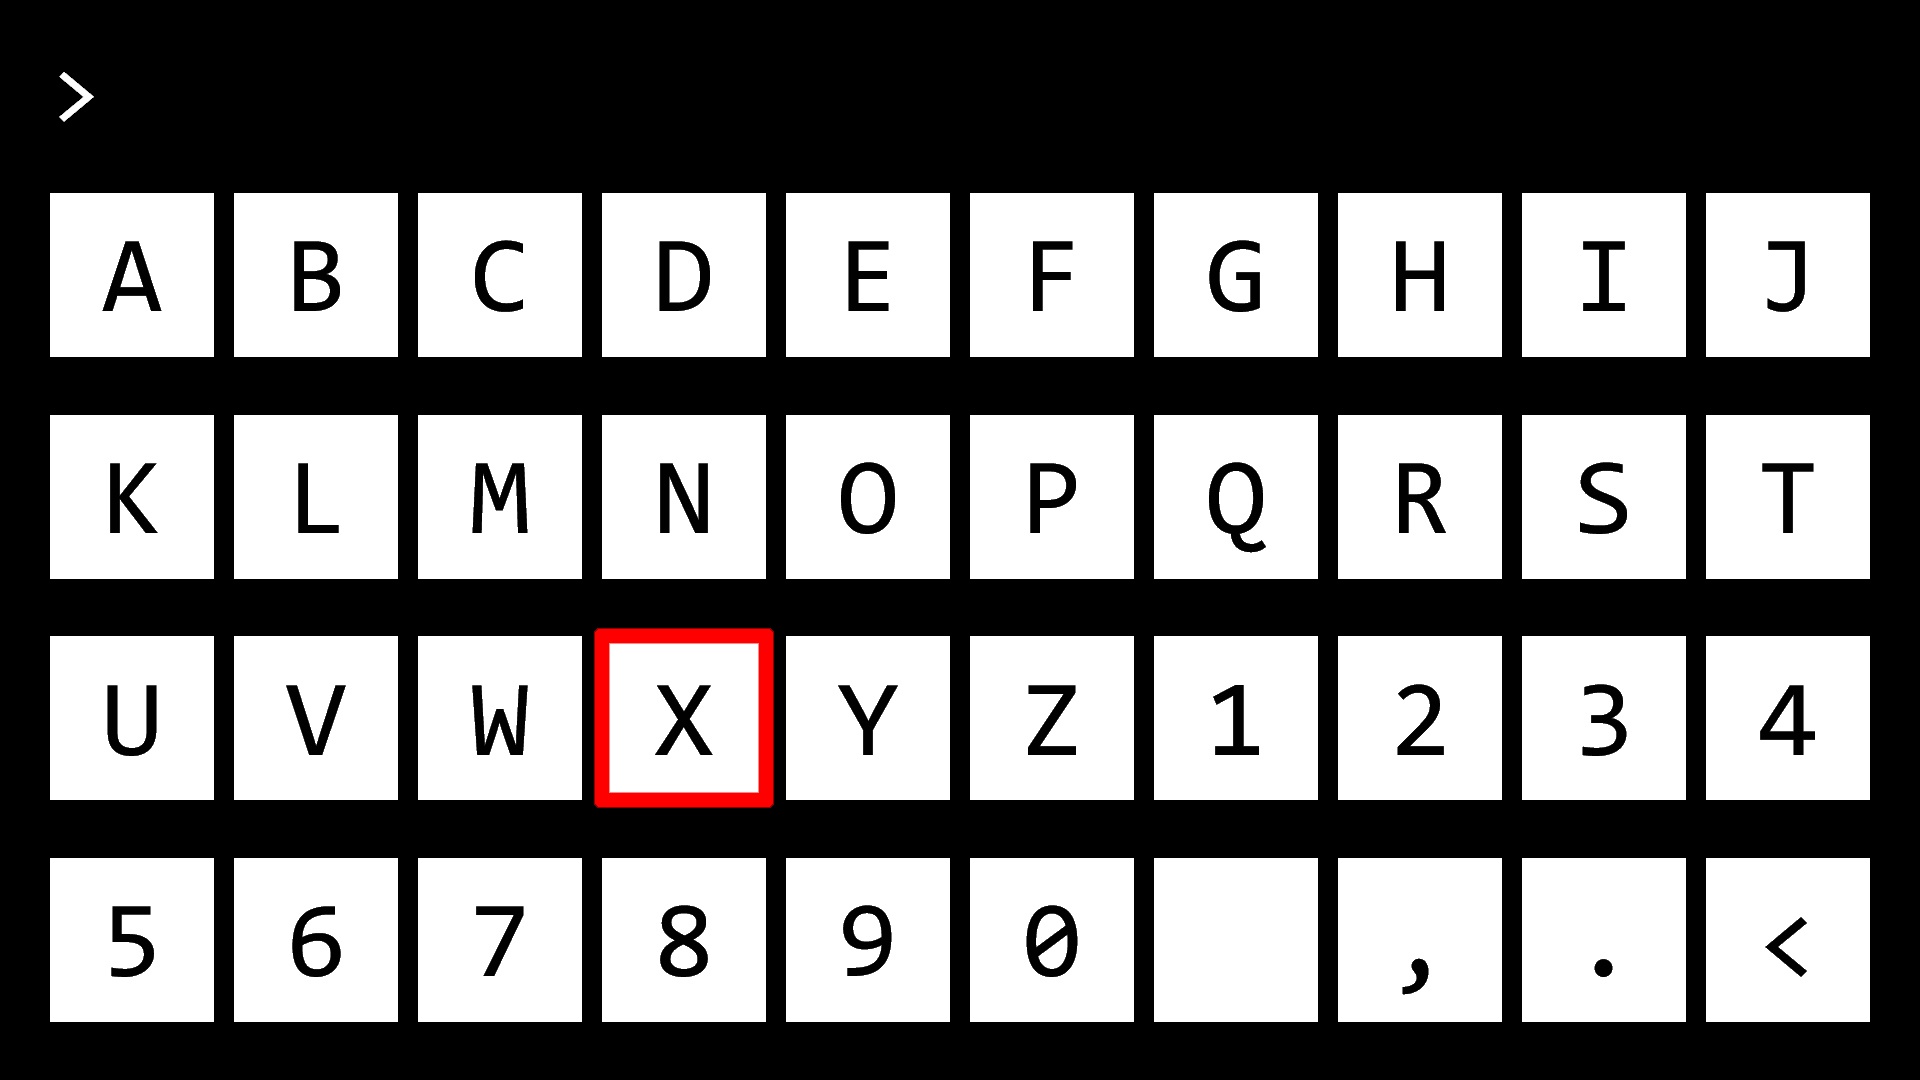 >
A B C D E F G H I J
K L M N O P Q R S T
U V W X Y Z 1 2 3 4
5 6 7 8 9 0 , . <